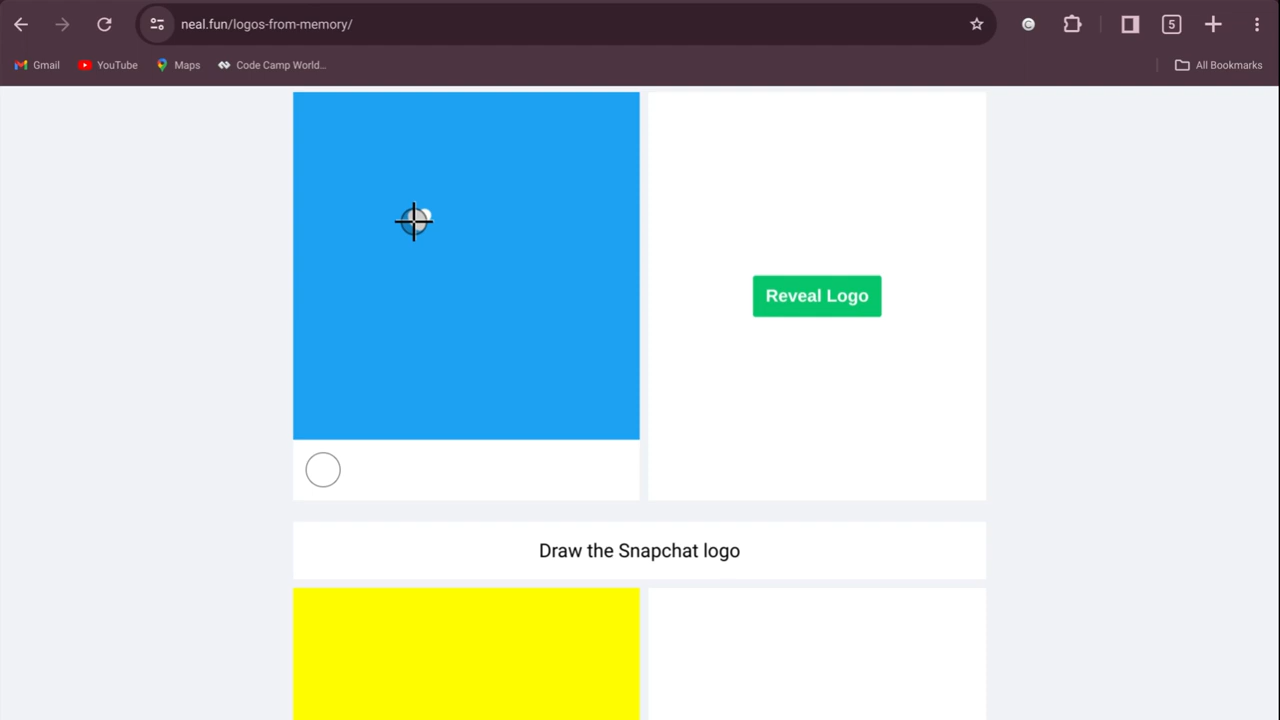 neal.fun/logos-from-memory/
5
Gmail
YouTube
Maps
Code Camp World...
All Bookmarks
Reveal Logo
Draw the Snapchat logo